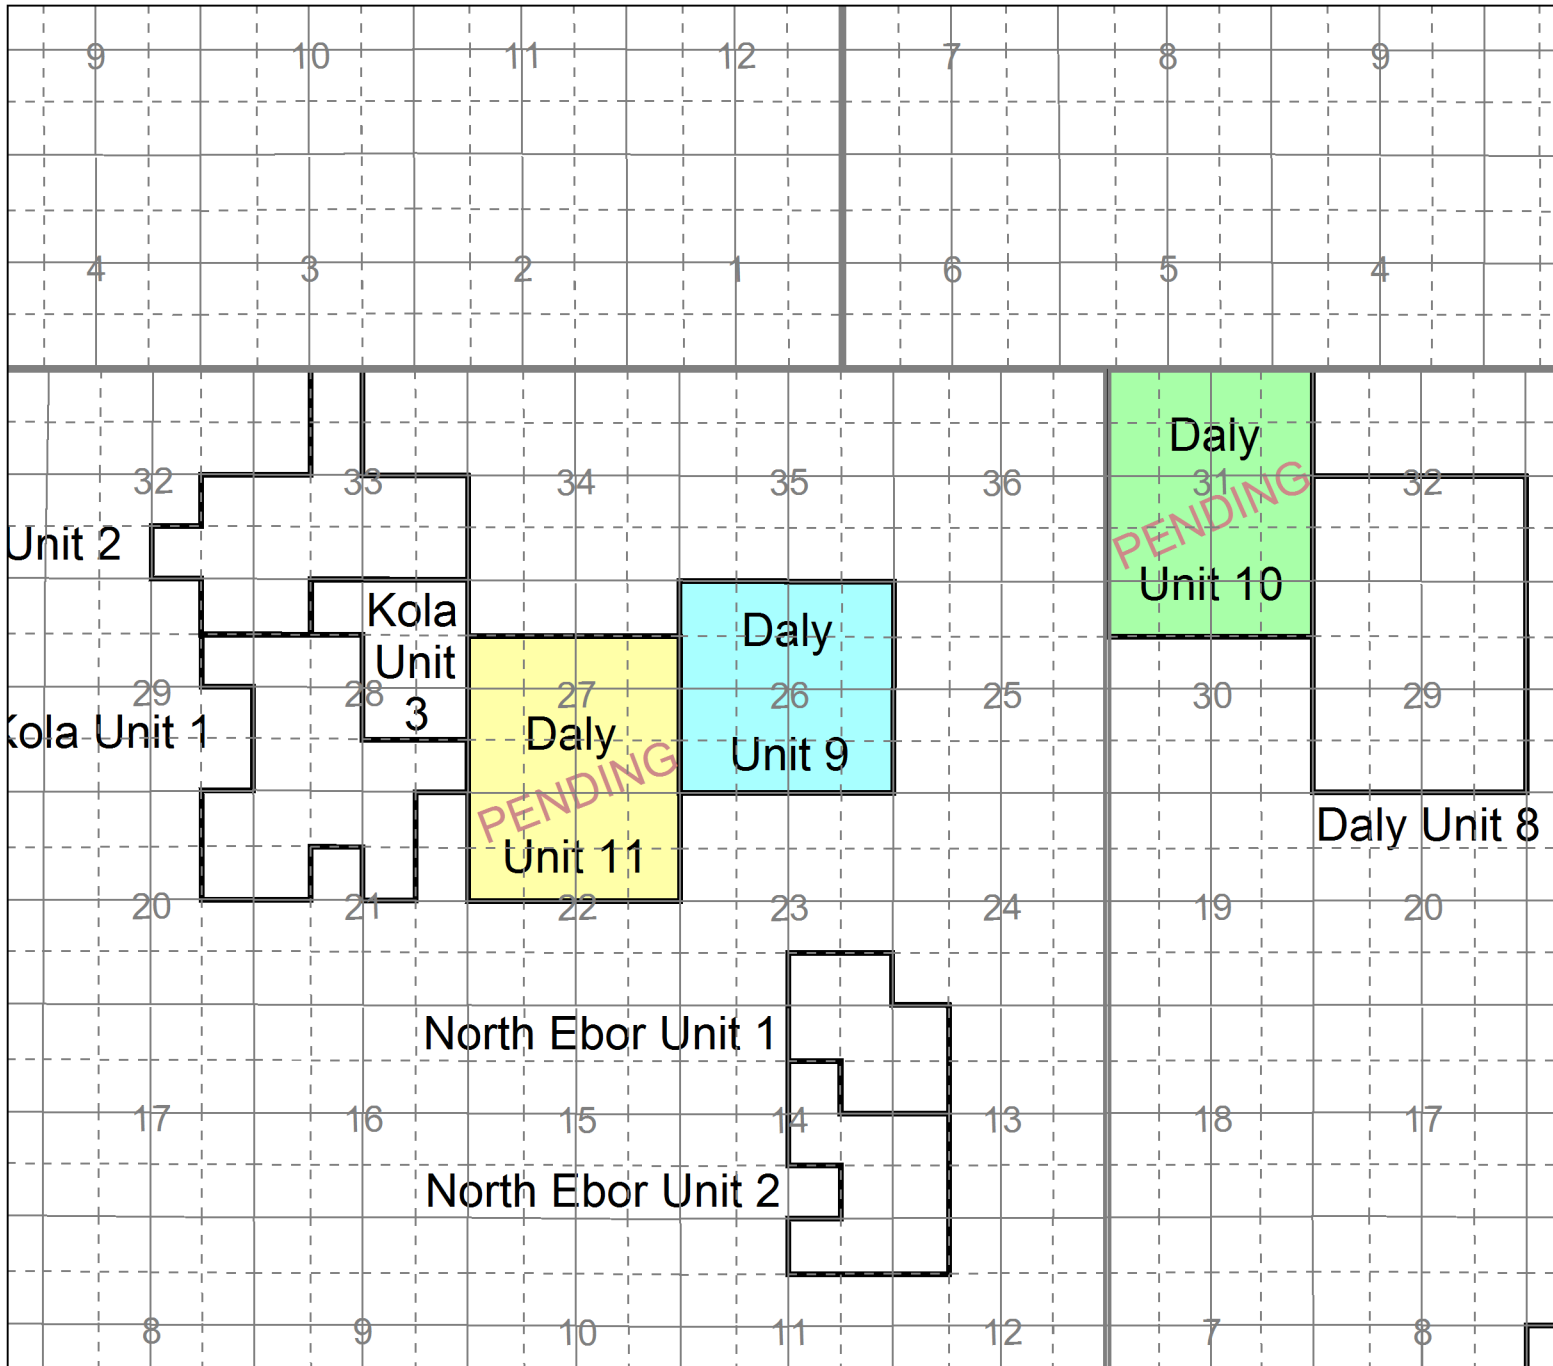 9 10 11 12 7 8 9
4 3 2 1 6 5 4
Daly
32 33 34 35 36 31 32
PENDING
Unit 2
Unit 10
Kola
Daly
Unit
29 28 27 26 25 30 29
3
Kola Unit 1
Daly
Unit 9
PENDING
Daly Unit 8
Unit 11
20 21 22 23 24 19 20
North Ebor Unit 1
17 16 15 14 13 18 17
North Ebor Unit 2
8 9 10 11 12 7 8